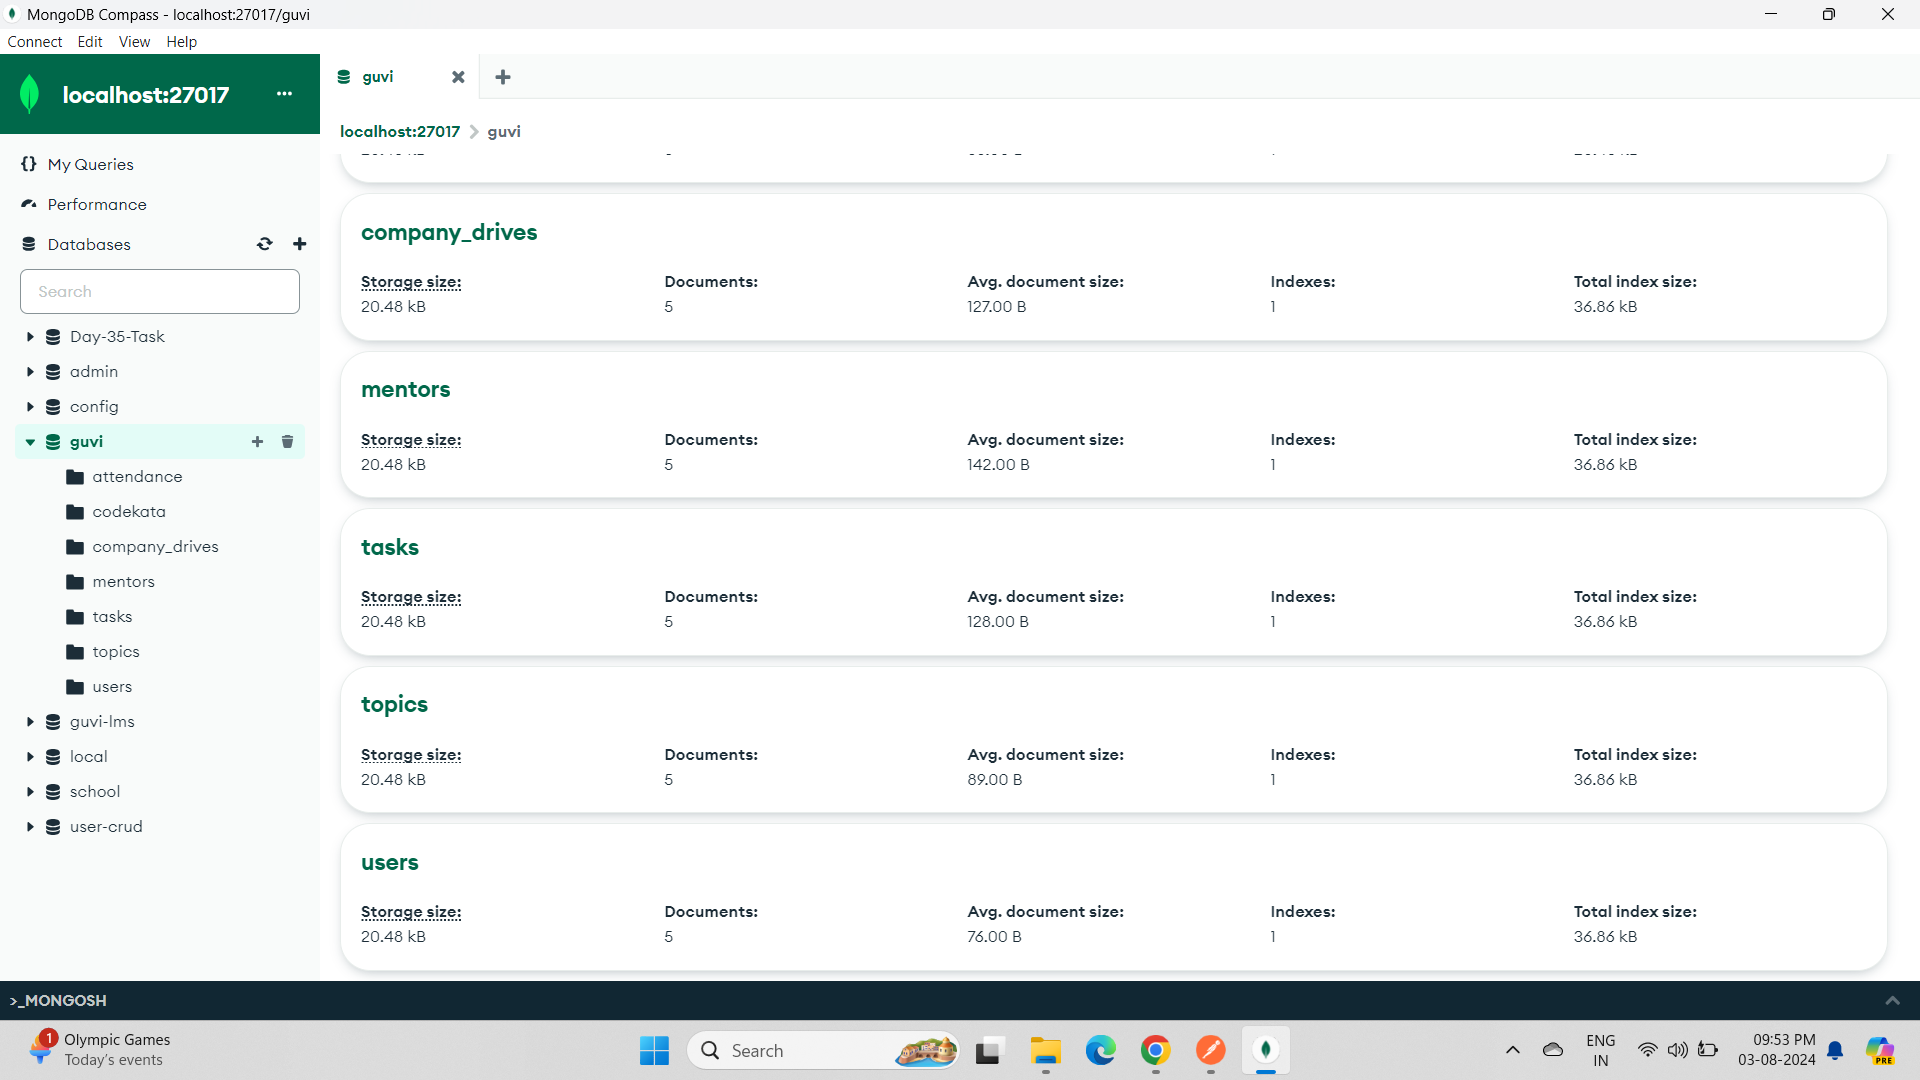 MongoDB Compass - localhost:27017/guvi
Connect Edit View Help
localhost:27017 ...
guvi
localhost:27017 guvi
{} My Queries
Performance
Databases
Search
Day-35-Task
admin
config
guvi
attendance
codekata
company_drives
mentors
tasks
topics
users
guvi-lms
local
school
user-crud
company_drives
Storage size: Documents: Avg. document size: Indexes: Total index size:
20.48 kB 5 127.00 B 1 36.86 kB
mentors
Storage size: Documents: Avg. document size: Indexes: Total index size:
20.48 kB 5 142.00 B 1 36.86 kB
tasks
Storage size: Documents: Avg. document size: Indexes: Total index size:
20.48 kB 5 128.00 B 1 36.86 kB
topics
Storage size: Documents: Avg. document size: Indexes: Total index size:
20.48 kB 5 89.00 B 1 36.86 kB
users
Storage size: Documents: Avg. document size: Indexes: Total index size:
20.48 kB 5 76.00 B 1 36.86 kB
>_MONGOSH
1 Olympic Games
Today's events
Search
ENG
IN
09:53 PM
03-08-2024
PRE